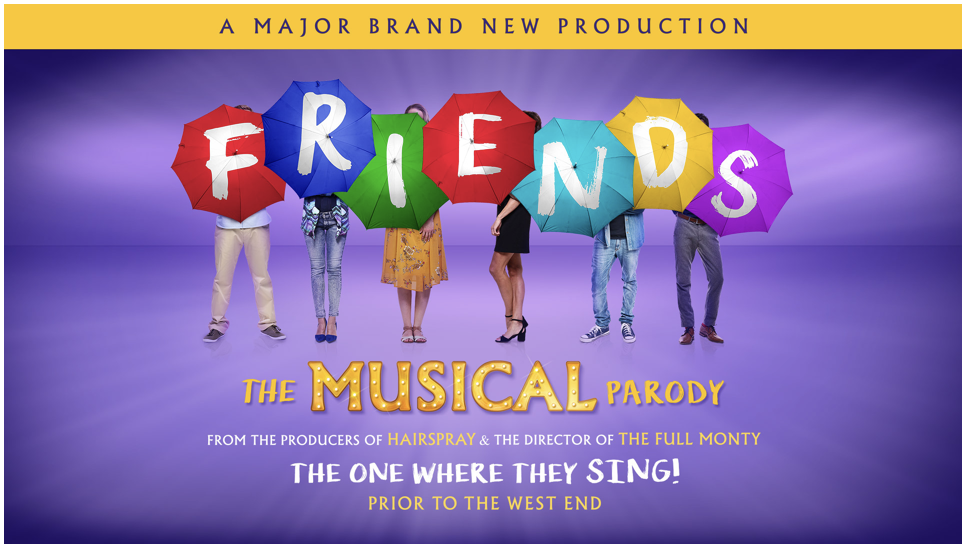 A MAJOR BRAND NEW PRODUCTION
FRIENDS
THE MUSICAL PARODY
FROM THE PRODUCERS OF HAIRSPRAY & THE DIRECTOR OF THE FULL MONTY
THE ONE WHERE THEY SING!
PRIOR TO THE WEST END